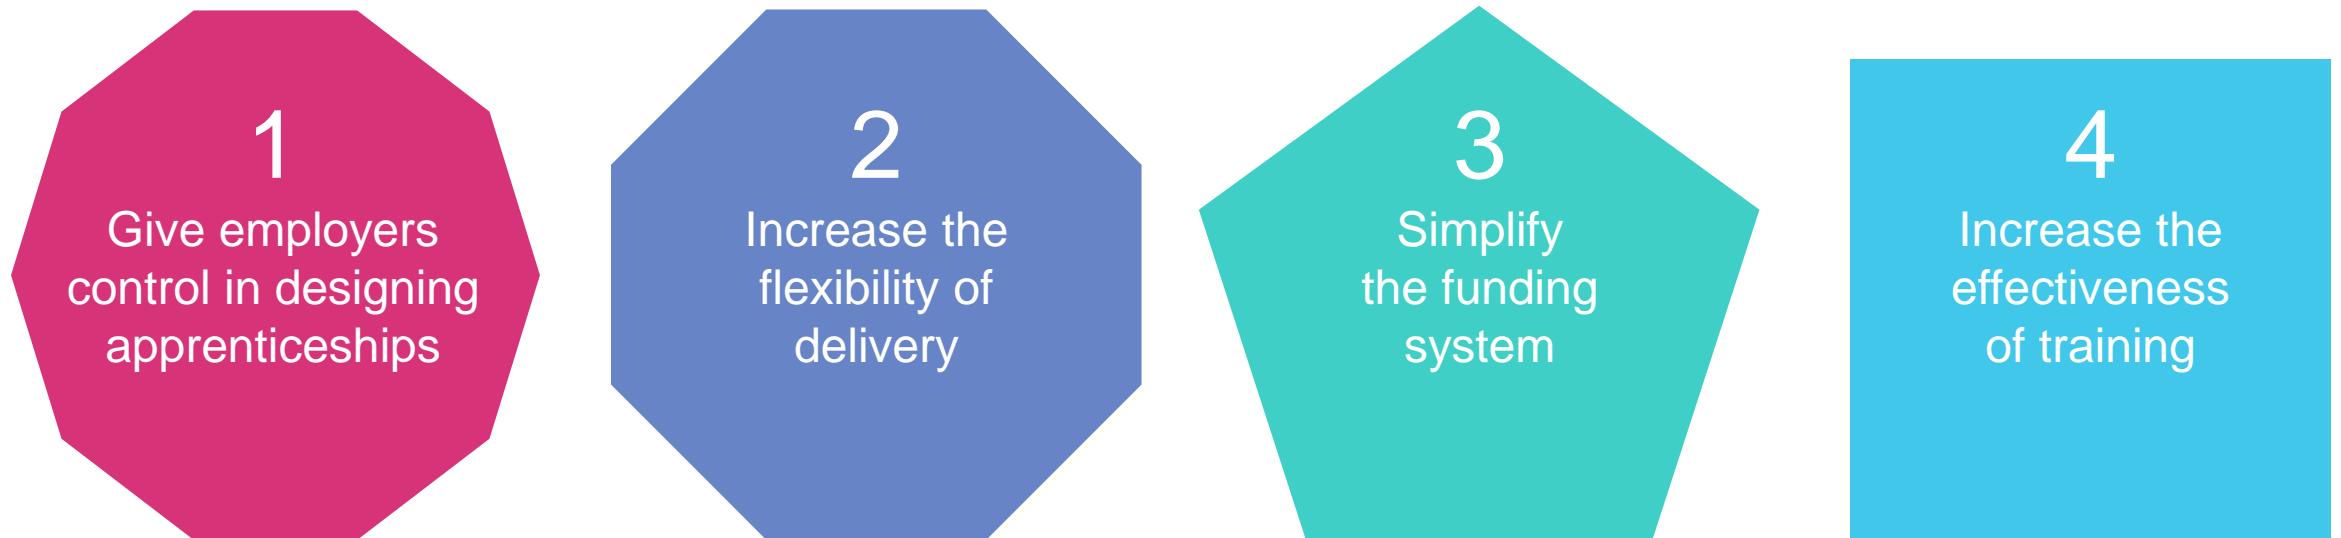 1
Give employers
control in designing
apprenticeships
2
Increase the
flexibility of
delivery
3
Simplify
the funding
system
4
Increase the
effectiveness
of training